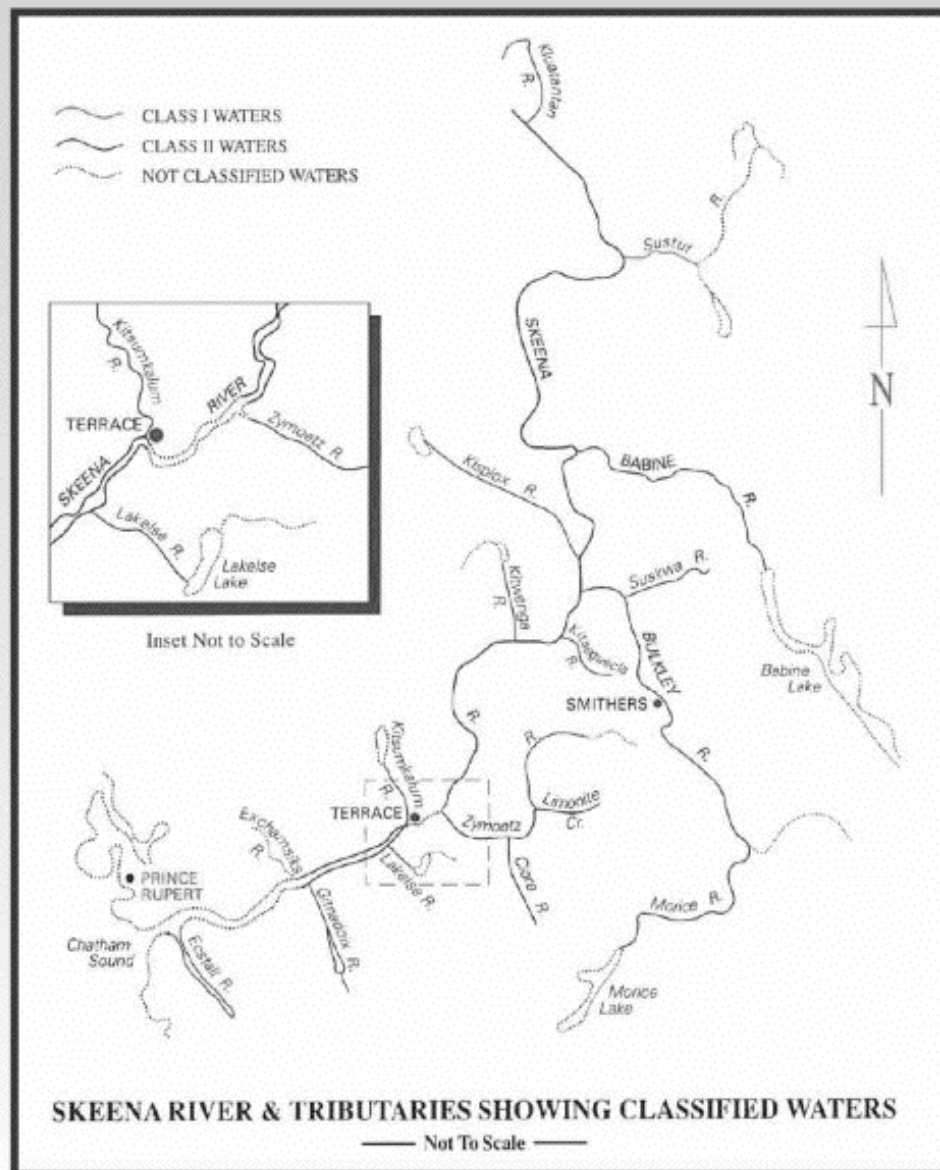 Kluatantan
R.
CLASS I WATERS
CLASS II WATERS
NOT CLASSIFIED WATERS
R.
Sustut
N
SKEENA
Kitsumkalum
R.
RIVER
TERRACE
Zymoetz R.
SKEENA
Lakelse R.
Lakelse
Lake
Inset Not to Scale
Kispiox R.
BABINE
R.
Kitwanga
R.
Suskwa R.
Kitseguecla
R.
BULKLEY
Babine
Lake
SMITHERS
R.
R.
R.
Kitsumkalum
R.
TERRACE
Limonite
Cr.
Zymoetz
Exchamsiks
R.
Lakelse R.
Clore
R.
PRINCE
RUPERT
Gitnadoix
R.
Morice R.
Chatham
Sound
Ecstall R.
Morice
Lake
SKEENA RIVER & TRIBUTARIES SHOWING CLASSIFIED WATERS
Not To Scale